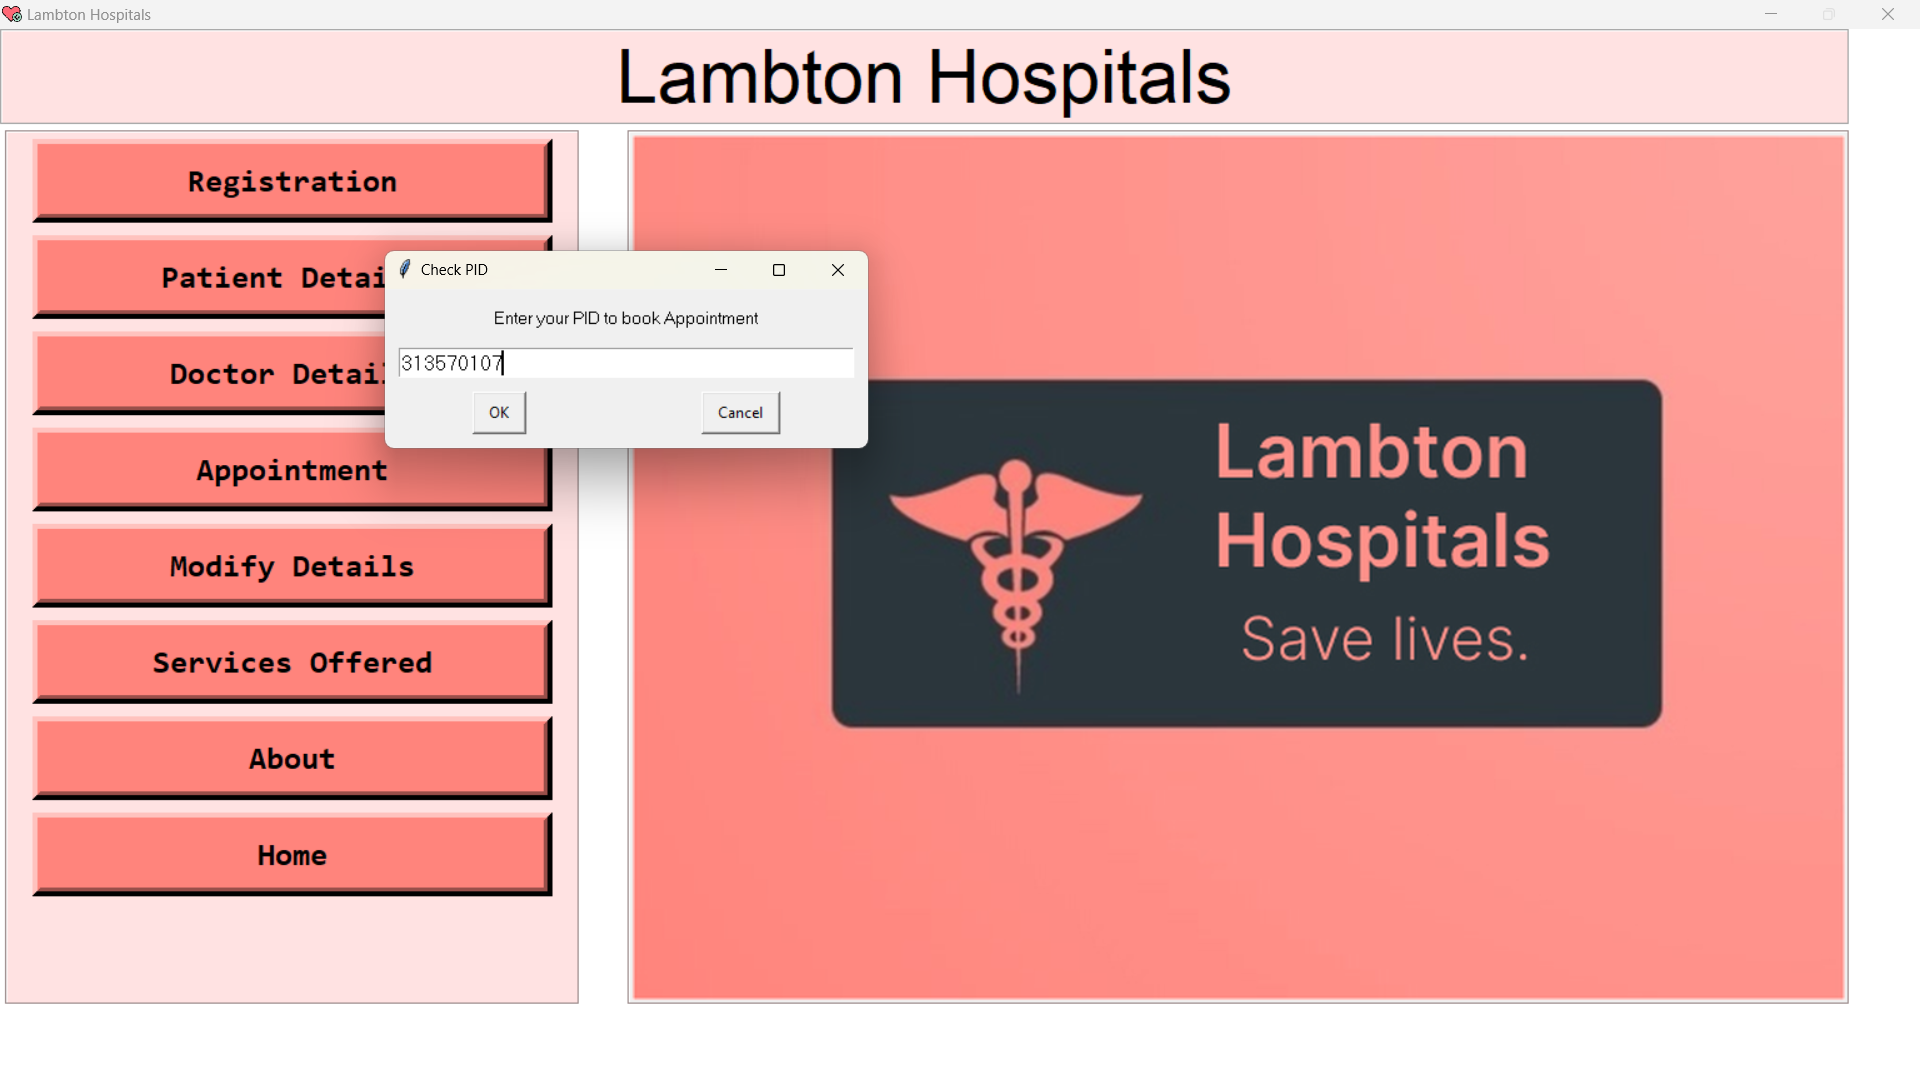 Lambton Hospitals
Lambton Hospitals
Registration
Patient Detai
Doctor Detai
Appointment
Modify Details
Services Offered
About
Home
Check PID
Enter your PID to book Appointment
313570107
OK
Cancel
Lambton
Hospitals
Save lives.